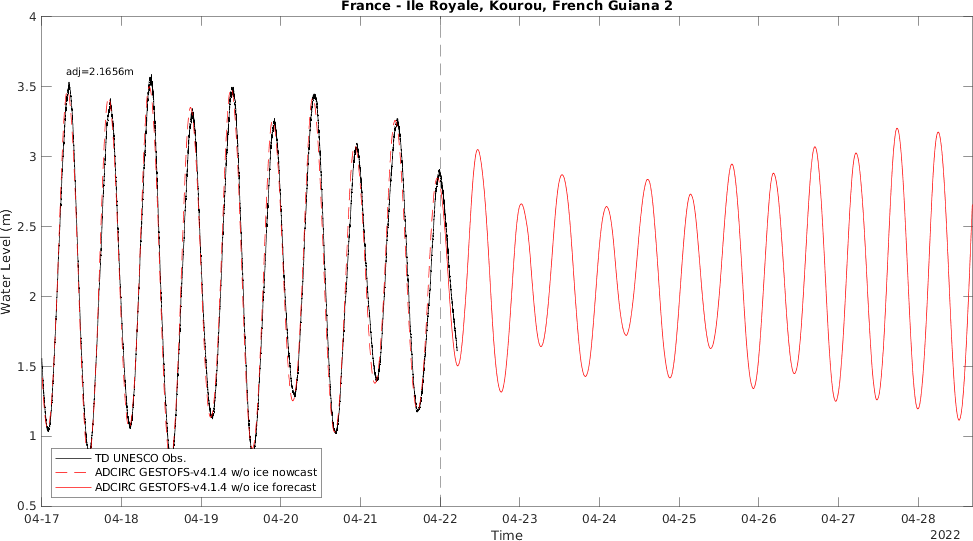 France - Ile Royale, Kourou, French Guiana 2
adj=2.1656m
4
3.5
3
2.5
2
1.5
1
0.5
Water Level (m)
TD UNESCO Obs.
ADCIRC GESTOFS-v4.1.4 w/o ice nowcast
ADCIRC GESTOFS-v4.1.4 w/o ice forecast
04-17 04-18 04-19 04-20 04-21 04-22 04-23 04-24 04-25 04-26 04-27 04-28
2022
Time